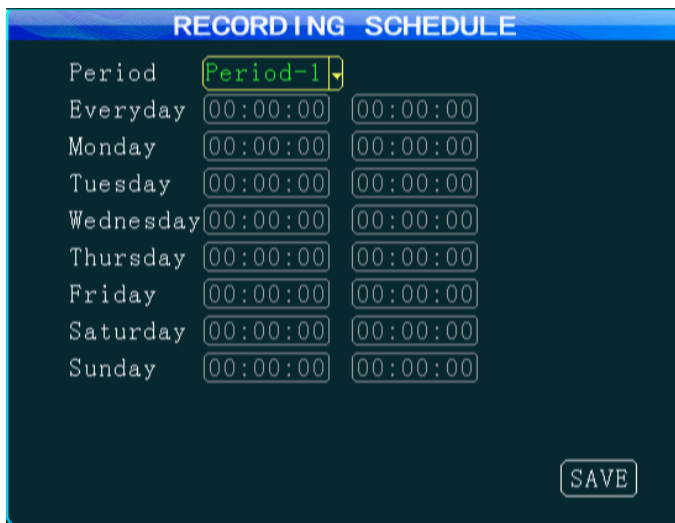 RECORDING SCHEDULE
Period Period-1
Everyday 00:00:00 00:00:00
Monday 00:00:00 00:00:00
Tuesday 00:00:00 00:00:00
Wednesday 00:00:00 00:00:00
Thursday 00:00:00 00:00:00
Friday 00:00:00 00:00:00
Saturday 00:00:00 00:00:00
Sunday 00:00:00 00:00:00
SAVE